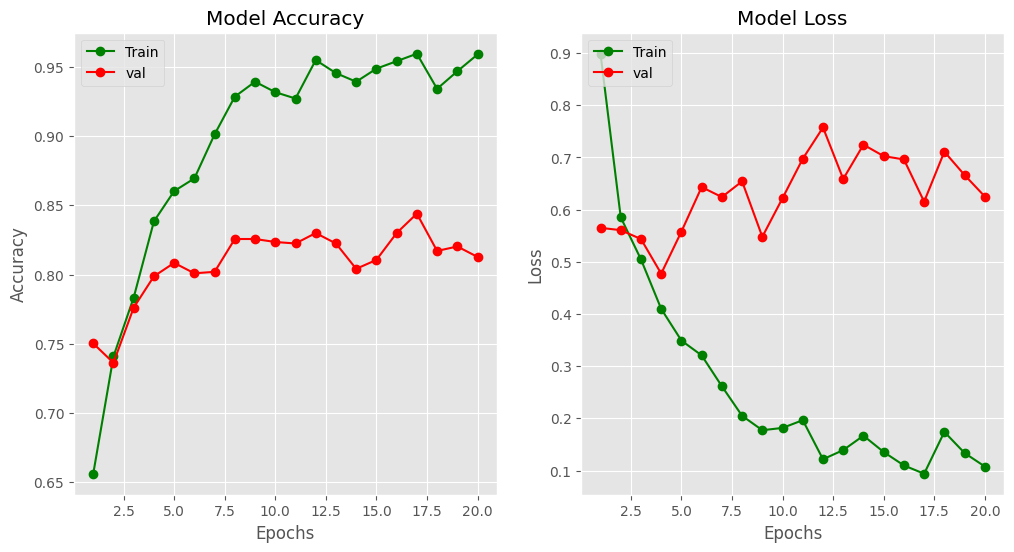 Model Accuracy
Train
val
0.95
0.90
0.85
0.80
0.75
0.70
0.65
Accuracy
2.5 5.0 7.5 10.0 12.5 15.0 17.5 20.0
Epochs
Model Loss
Train
val
0.9
0.8
0.7
0.6
0.5
0.4
0.3
0.2
0.1
Loss
2.5 5.0 7.5 10.0 12.5 15.0 17.5 20.0
Epochs